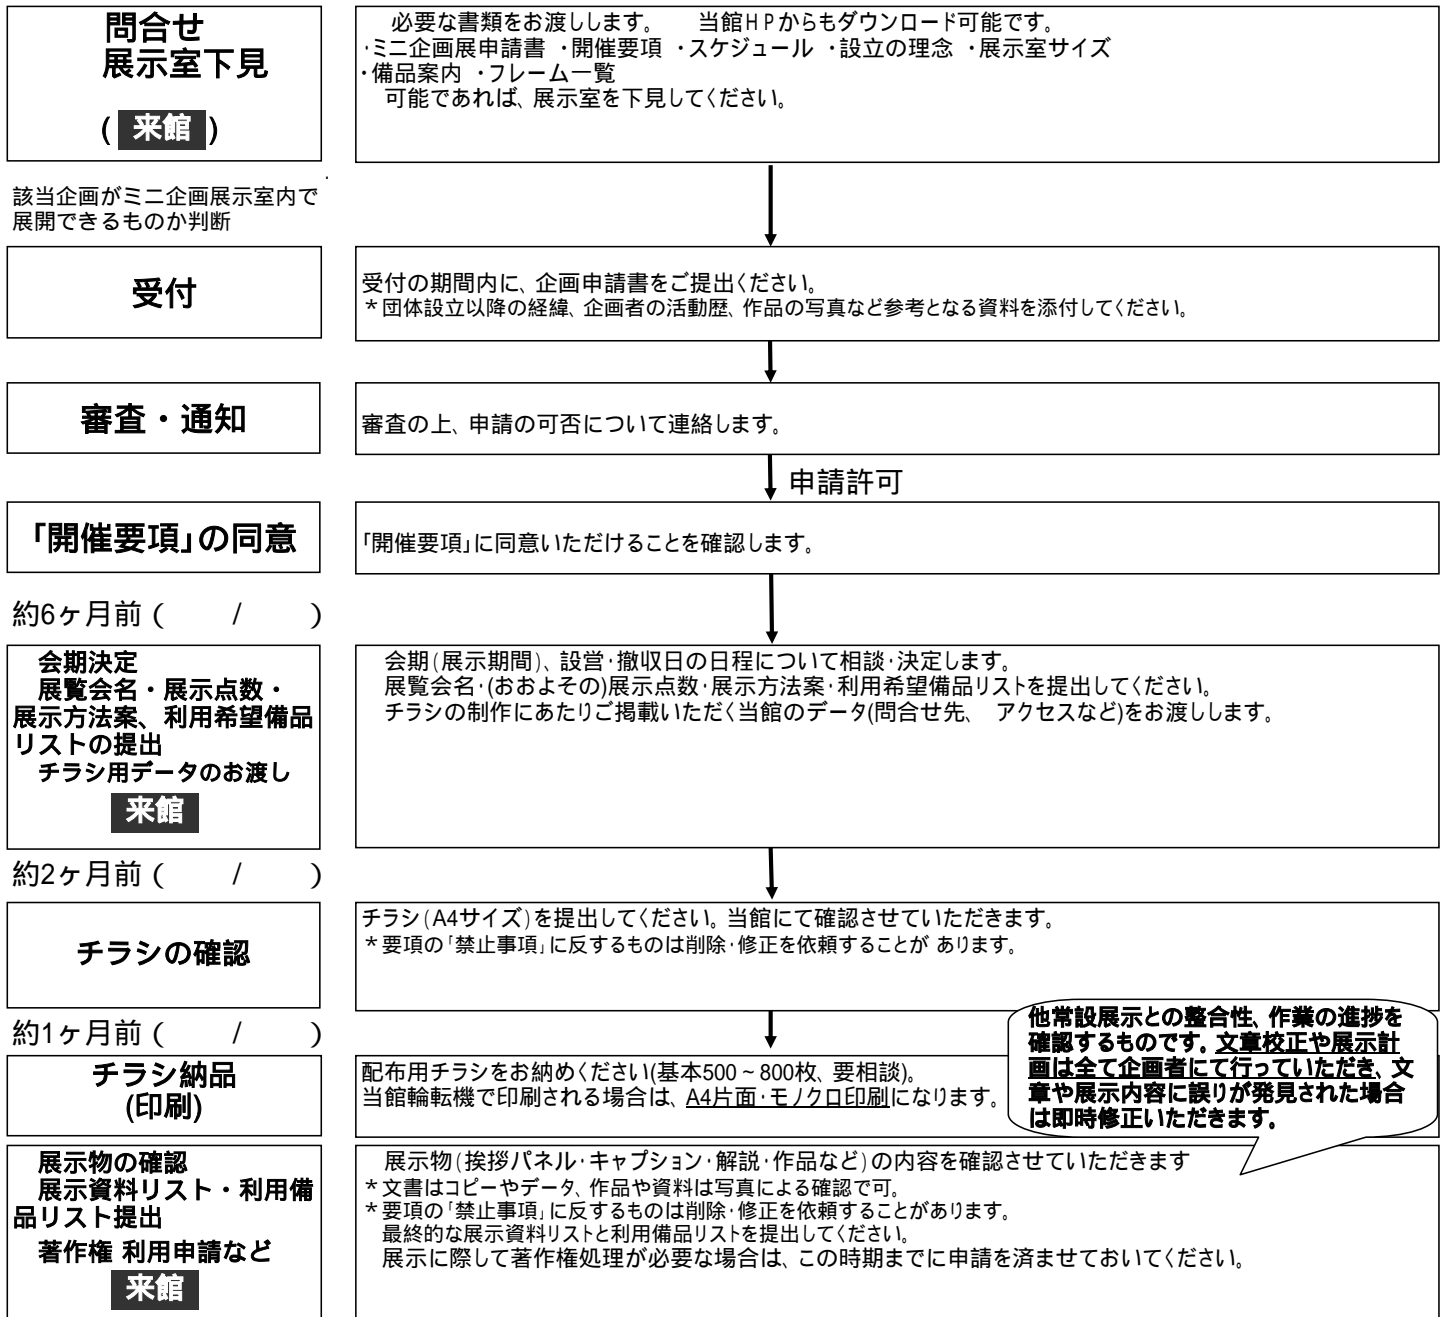 問合せ
展示室下見
( 来館 )
必要な書類をお渡しします。　当館HPからもダウンロード可能です。
・ミニ企画展申請書 ・開催要項 ・スケジュール ・設立の理念 ・展示室サイズ
・備品案内 ・フレーム一覧
可能であれば、展示室を下見してください。
該当企画がミニ企画展示室内で
展開できるものか判断
受付
受付の期間内に、企画申請書をご提出ください。
*団体設立以降の経緯、企画者の活動歴、作品の写真など参考となる資料を添付してください。
審査・通知
審査の上、申請の可否について連絡します。
申請許可
「開催要項」の同意
「開催要項」に同意いただけることを確認します。
約6ヶ月前 (　　/　　)
会期決定
展覧会名・展示点数・
展示方法案、利用希望備品
リストの提出
チラシ用データのお渡し
来館
会期(展示期間)、設営・撤収日の日程について相談・決定します。
展覧会名・(おおよその)展示点数・展示方法案・利用希望備品リストを提出してください。
チラシの制作にあたりご掲載いただく当館のデータ(問合せ先、 アクセスなど)をお渡しします。
約2ヶ月前 (　　/　　)
チラシの確認
チラシ(A4サイズ)を提出してください。当館にて確認させていただきます。
*要項の「禁止事項」に反するものは削除・修正を依頼することが あります。
約1ヶ月前 (　　/　　)
チラシ納品
(印刷)
配布用チラシをお納めください(基本500～800枚、要相談)。
当館輪転機で印刷される場合は、A4片面・モノクロ印刷になります。
他常設展示との整合性、作業の進捗を
確認するものです。文章校正や展示計
画は全て企画者にて行っていただき、文
章や展示内容に誤りが発見された場合
は即時修正いただきます。
展示物の確認
展示資料リスト・利用備
品リスト提出
著作権 利用申請など
来館
展示物(挨拶パネル・キャプション・解説・作品など)の内容を確認させていただきます
*文書はコピーやデータ、作品や資料は写真による確認で可。
*要項の「禁止事項」に反するものは削除・修正を依頼することがあります。
最終的な展示資料リストと利用備品リストを提出してください。
展示に際して著作権処理が必要な場合は、この時期までに申請を済ませておいてください。